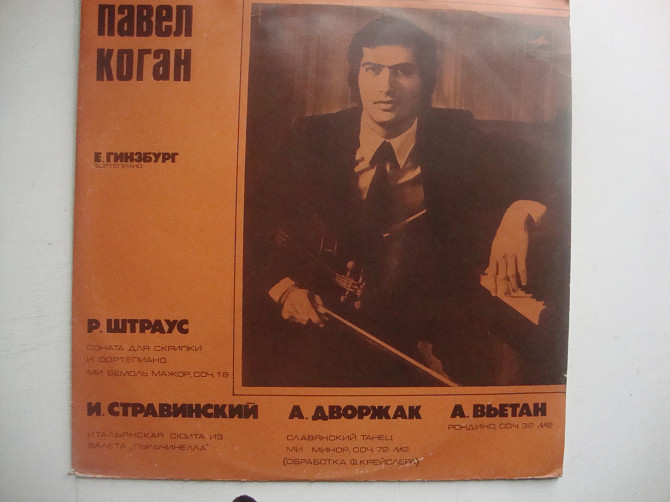 ПАВЕЛ
КОГАН
Е. ГИНЗБУРГ
ФОРТЕПИАНО
Р. ШТРАУС
СОНАТА ДЛЯ СКРИПКИ
И ФОРТЕПИАНО
МИ БЕМОЛЬ МАЖОР, СОЧ. 18
И. СТРАВИНСКИЙ
ИТАЛЬЯНСКАЯ СЮИТА ИЗ
БАЛЕТА „ПУЛЬЧИНЕЛЛА"
А. ДВОРЖАК
СЛАВЯНСКИЙ ТАНЕЦ
МИ МИНОР, СОЧ. 72 №2
(ОБРАБОТКА Ф. КРЕЙСЛЕРА)
А. ВЬЕТАН
РОНДИНО, СОЧ. 32 №2